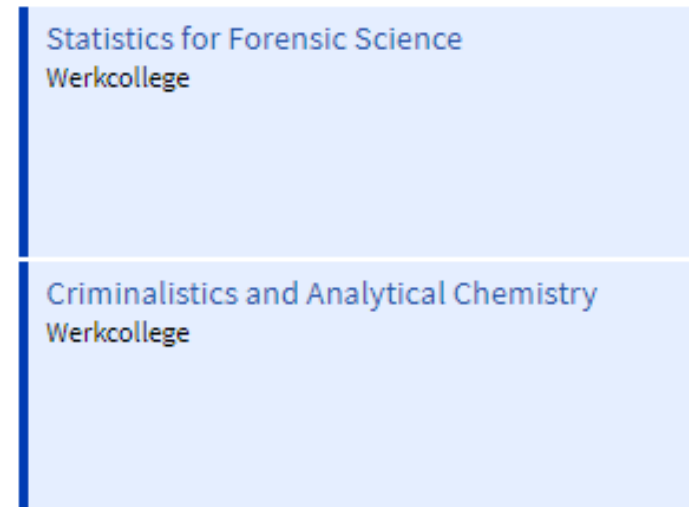 Statistics for Forensic Science
Werkcollege
Criminalistics and Analytical Chemistry
Werkcollege